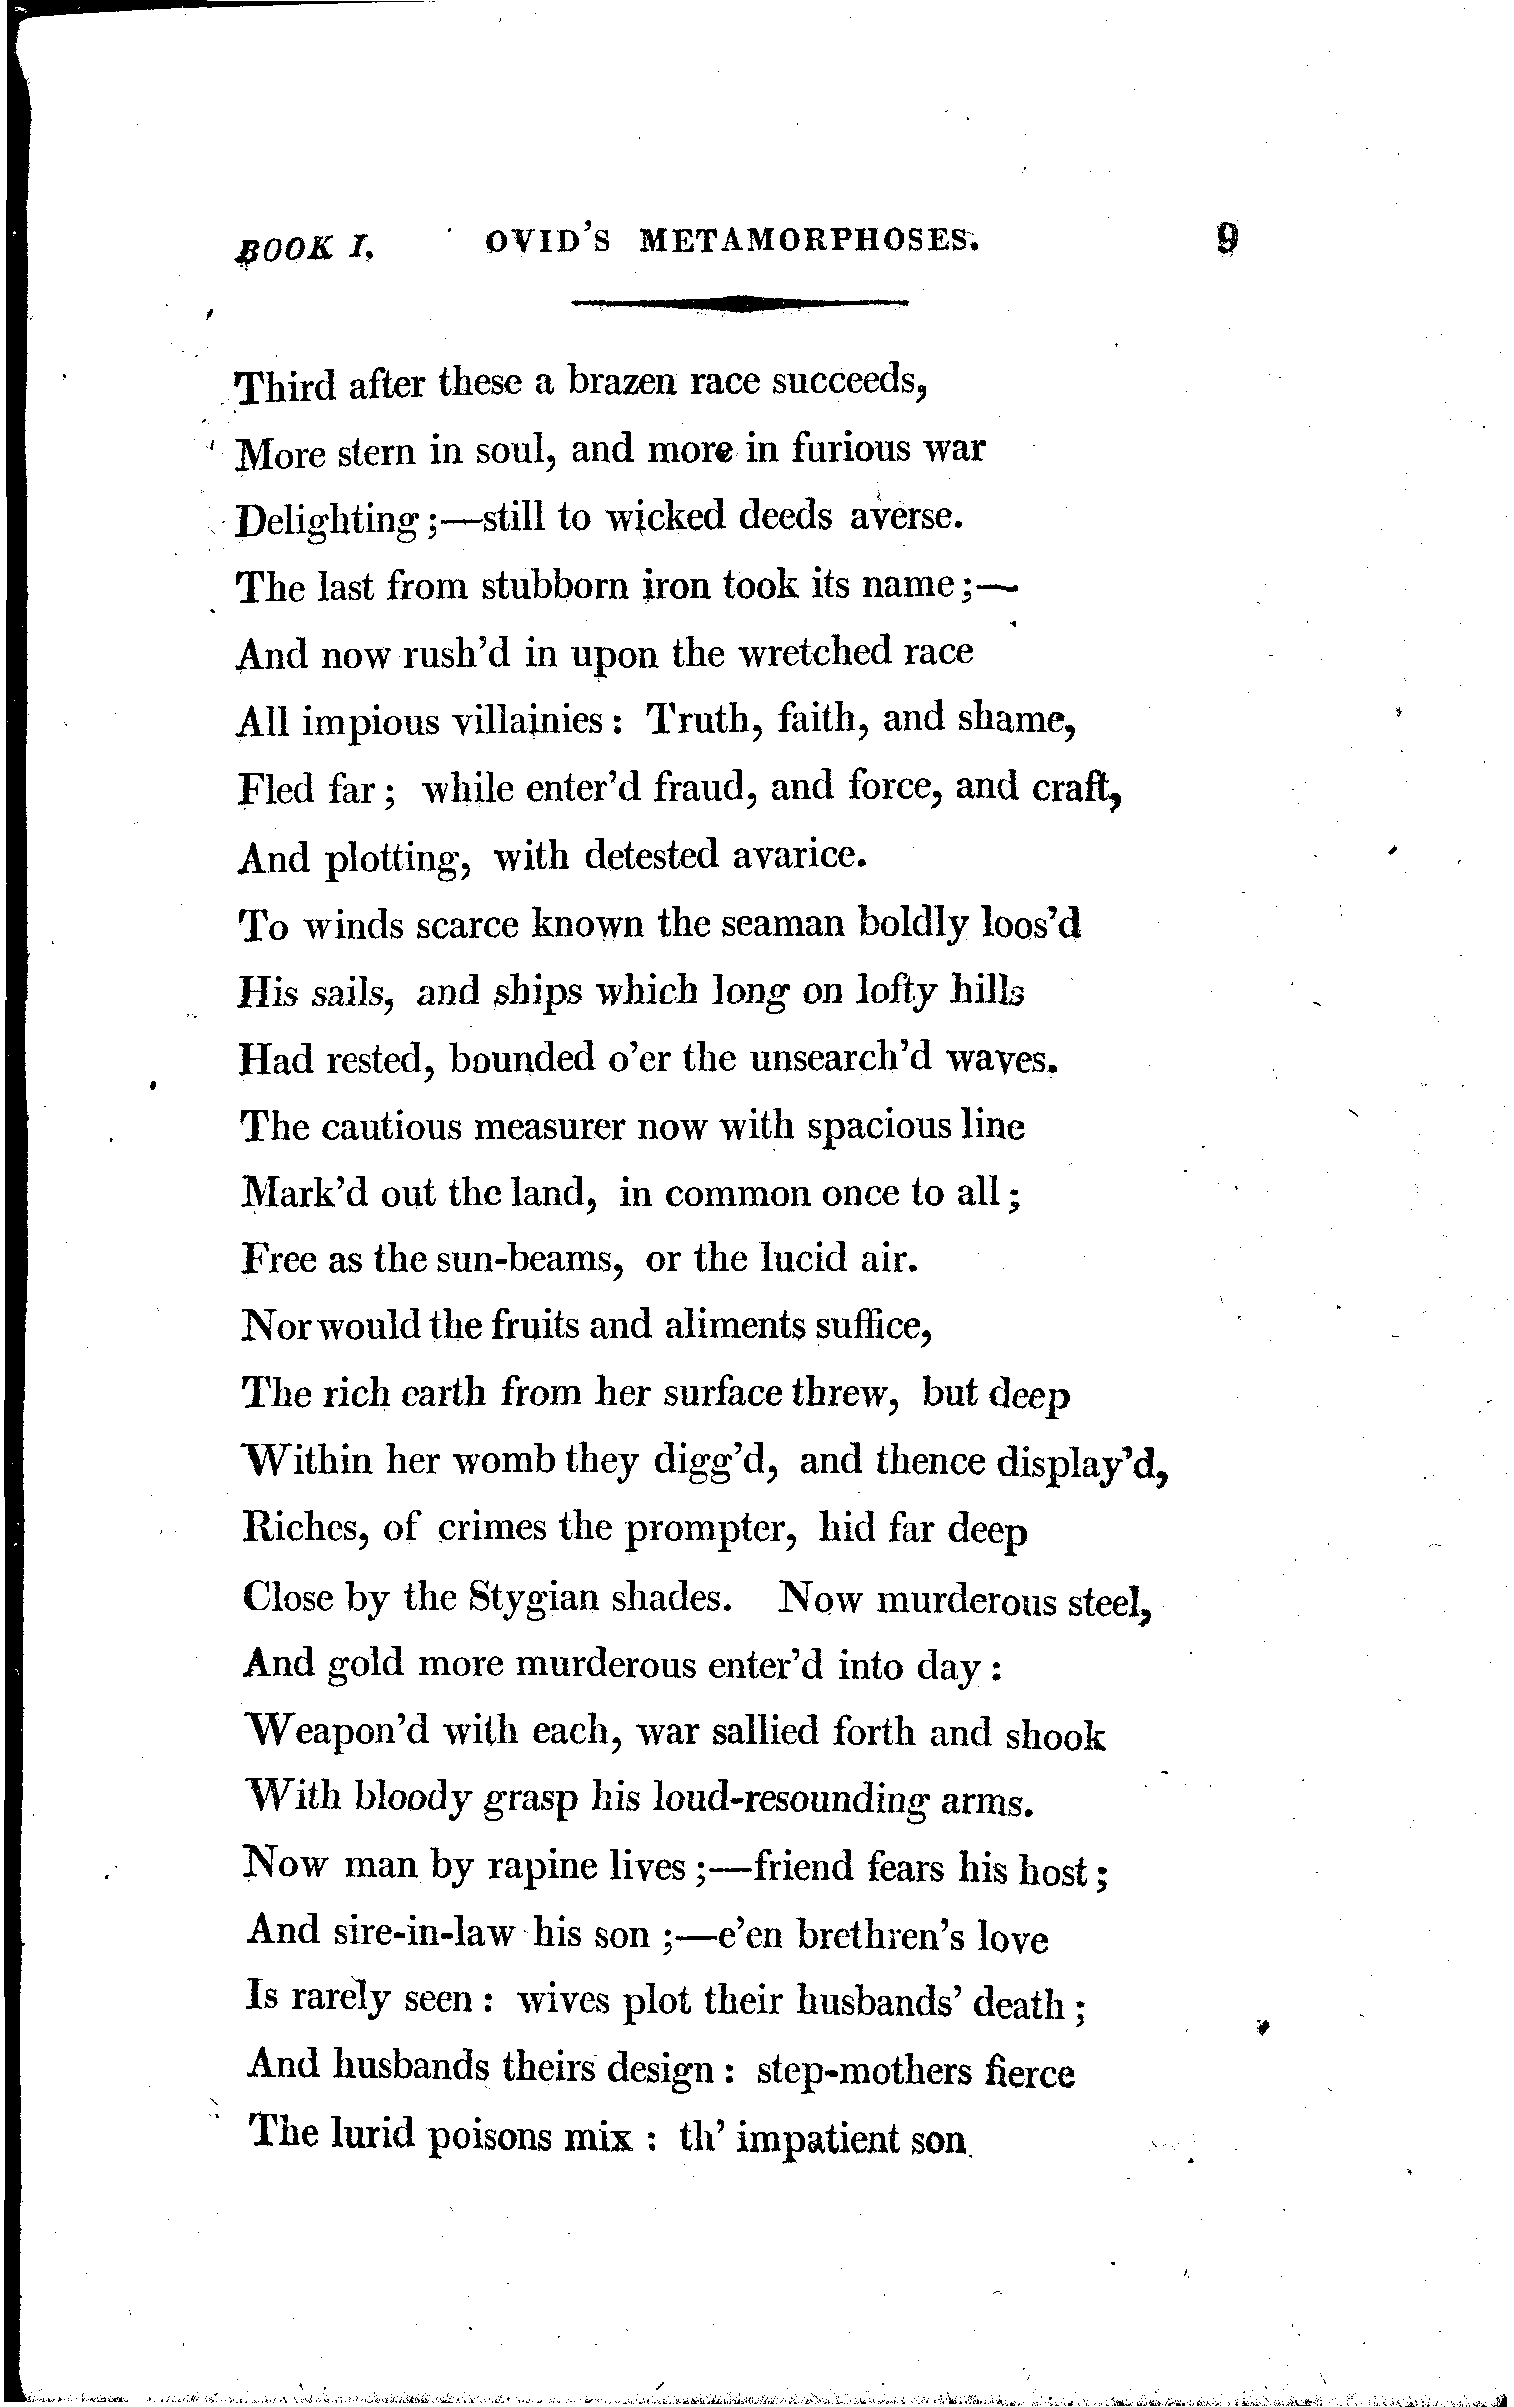 BOOK I. OVID'S METAMORPHOSES. 9
Third after these a brazen race succeeds,
More stern in soul, and more in furious war
Delighting;—still to wicked deeds averse.
The last from stubborn iron took its name;—
And now rush'd in upon the wretched race
All impious villainies: Truth, faith, and shame,
Fled far; while enter'd fraud, and force, and craft,
And plotting, with detested avarice.
To winds scarce known the seaman boldly loos'd
His sails, and ships which long on lofty hills
Had rested, bounded o'er the unsearch'd waves.
The cautious measurer now with spacious line
Mark'd out the land, in common once to all;
Free as the sun-beams, or the lucid air.
Nor would the fruits and aliments suffice,
The rich earth from her surface threw, but deep
Within her womb they digg'd, and thence display'd,
Riches, of crimes the prompter, hid far deep
Close by the Stygian shades. Now murderous steel,
And gold more murderous enter'd into day:
Weapon'd with each, war sallied forth and shook
With bloody grasp his loud-resounding arms.
Now man by rapine lives;—friend fears his host;
And sire-in-law his son;—e'en brethren's love
Is rarely seen: wives plot their husbands' death;
And husbands theirs design: step-mothers fierce
The lurid poisons mix: th' impatient son